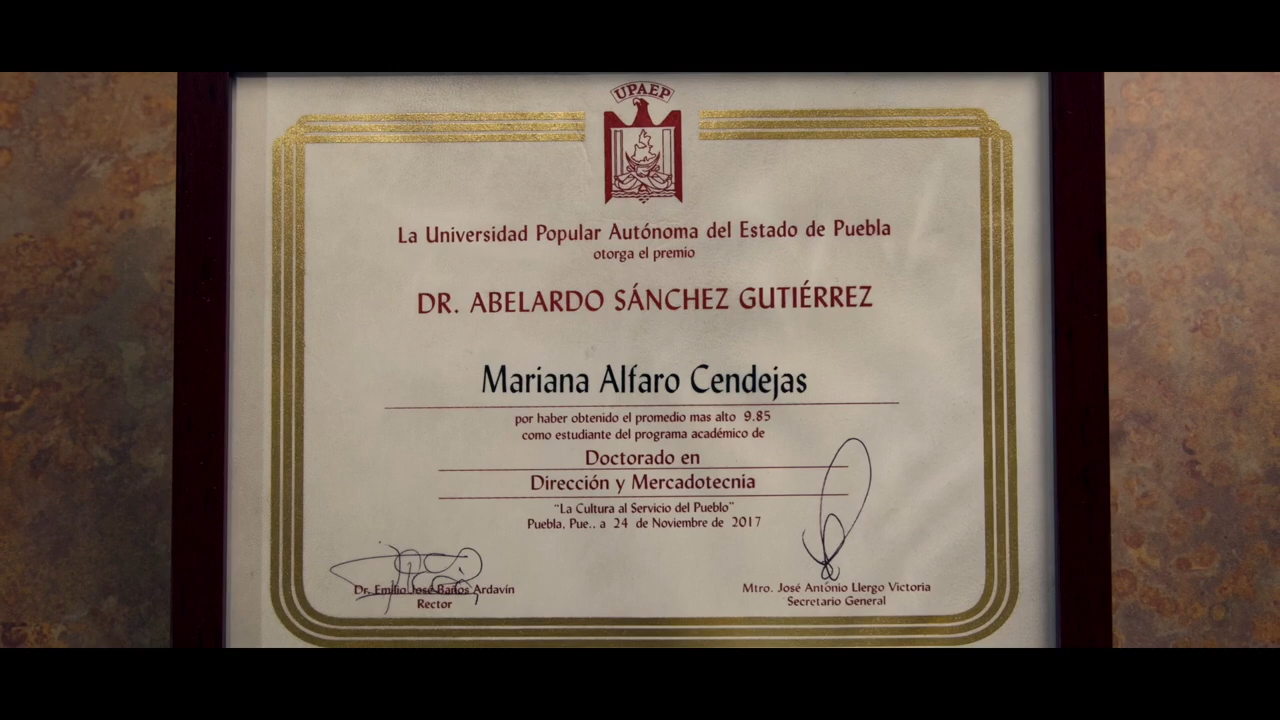 UPAEP
La Universidad Popular Autónoma del Estado de Puebla
otorga el premio
DR. ABELARDO SÁNCHEZ GUTIÉRREZ
Mariana Alfaro Cendejas
por haber obtenido el promedio mas alto 9.85
como estudiante del programa académico de
Doctorado en
Dirección y Mercadotecnia
"La Cultura al Servicio del Pueblo"
Puebla, Pue., a 24 de Noviembre de 2017
Dr. Emilio José Baños Ardavín
Rector
Mtro. José Antonio Llergo Victoria
Secretario General